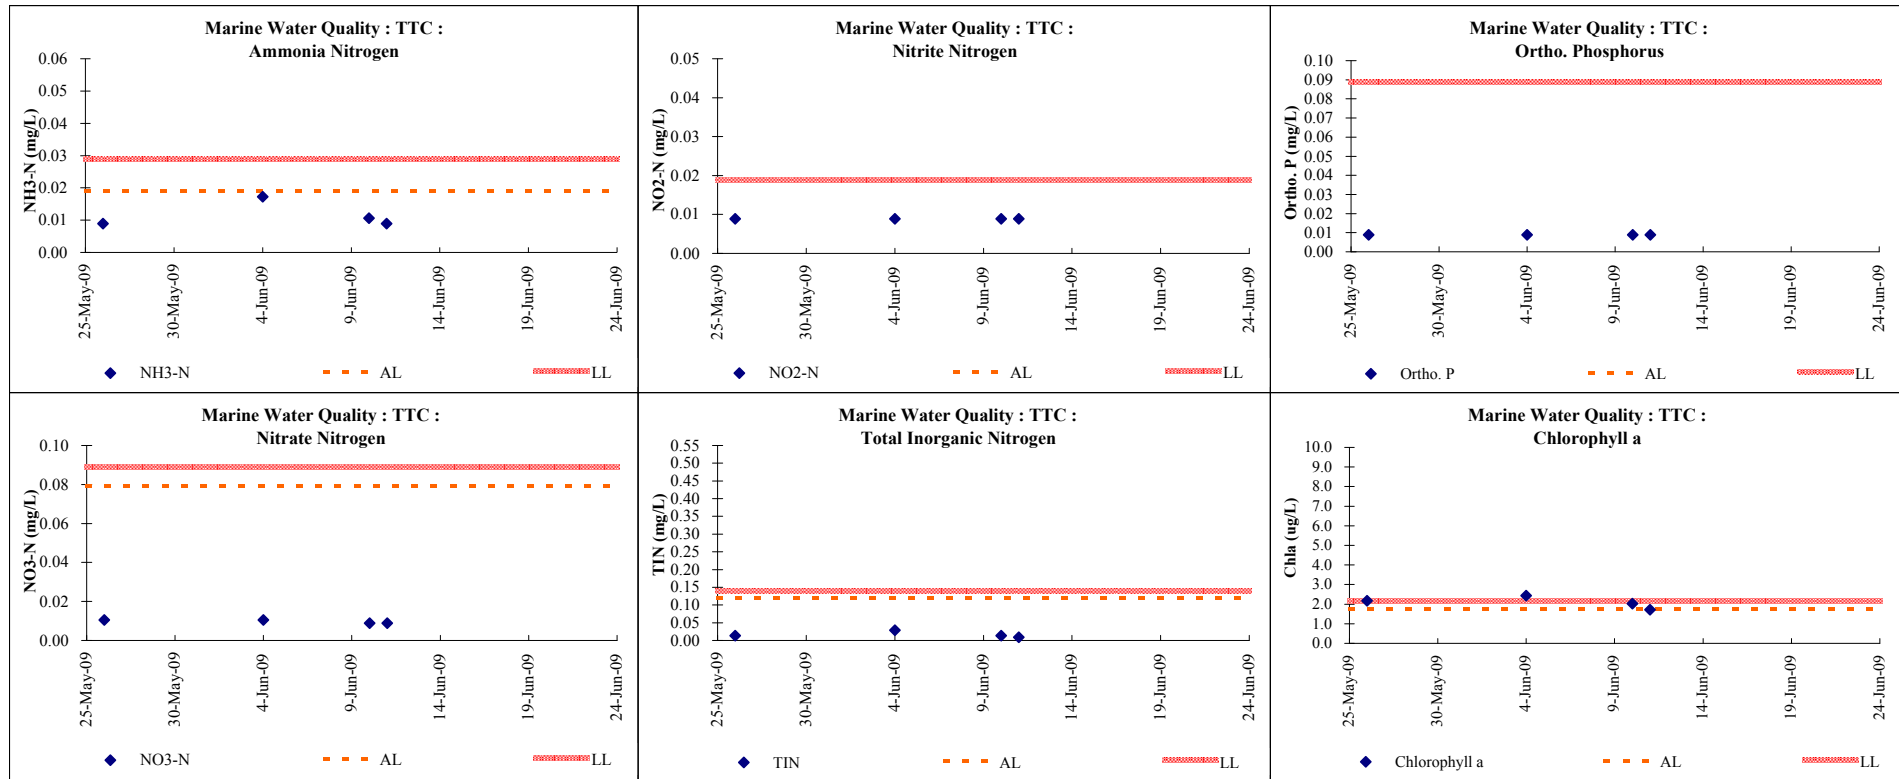 Marine Water Quality : TTC :
Ammonia Nitrogen
NH3-N (mg/L)
0.06
0.05
0.04
0.03
0.02
0.01
0.00
25-May-09
30-May-09
4-Jun-09
9-Jun-09
14-Jun-09
19-Jun-09
24-Jun-09
NH3-N
AL
LL
Marine Water Quality : TTC :
Nitrite Nitrogen
NO2-N (mg/L)
0.05
0.04
0.03
0.02
0.01
0.00
25-May-09
30-May-09
4-Jun-09
9-Jun-09
14-Jun-09
19-Jun-09
24-Jun-09
NO2-N
AL
LL
Marine Water Quality : TTC :
Ortho. Phosphorus
Ortho. P (mg/L)
0.10
0.09
0.08
0.07
0.06
0.05
0.04
0.03
0.02
0.01
0.00
25-May-09
30-May-09
4-Jun-09
9-Jun-09
14-Jun-09
19-Jun-09
24-Jun-09
Ortho. P
AL
LL
Marine Water Quality : TTC :
Nitrate Nitrogen
NO3-N (mg/L)
0.10
0.08
0.06
0.04
0.02
0.00
25-May-09
30-May-09
4-Jun-09
9-Jun-09
14-Jun-09
19-Jun-09
24-Jun-09
NO3-N
AL
LL
Marine Water Quality : TTC :
Total Inorganic Nitrogen
TIN (mg/L)
0.55
0.50
0.45
0.40
0.35
0.30
0.25
0.20
0.15
0.10
0.05
0.00
25-May-09
30-May-09
4-Jun-09
9-Jun-09
14-Jun-09
19-Jun-09
24-Jun-09
TIN
AL
LL
Marine Water Quality : TTC :
Chlorophyll a
Chla (ug/L)
10.0
9.0
8.0
7.0
6.0
5.0
4.0
3.0
2.0
1.0
0.0
25-May-09
30-May-09
4-Jun-09
9-Jun-09
14-Jun-09
19-Jun-09
24-Jun-09
Chlorophyll a
AL
LL